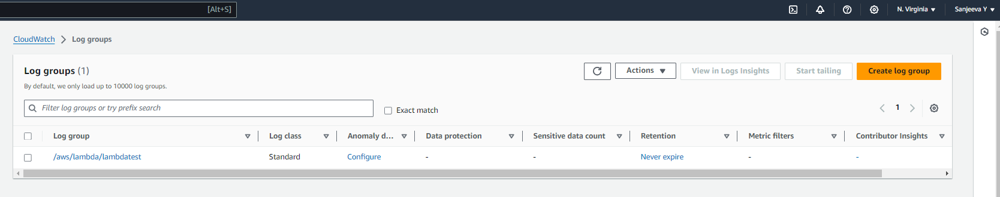 [Alt+S] N. Virginia Sanjeeva Y
CloudWatch Log groups
Log groups (1) Actions View in Logs Insights Start tailing Create log group
By default, we only load up to 10000 log groups.
Filter log groups or try prefix search Exact match 1
Log group Log class Anomaly d... Data protection Sensitive data count Retention Metric filters Contributor Insights
/aws/lambda/lambdatest Standard Configure - - Never expire - -